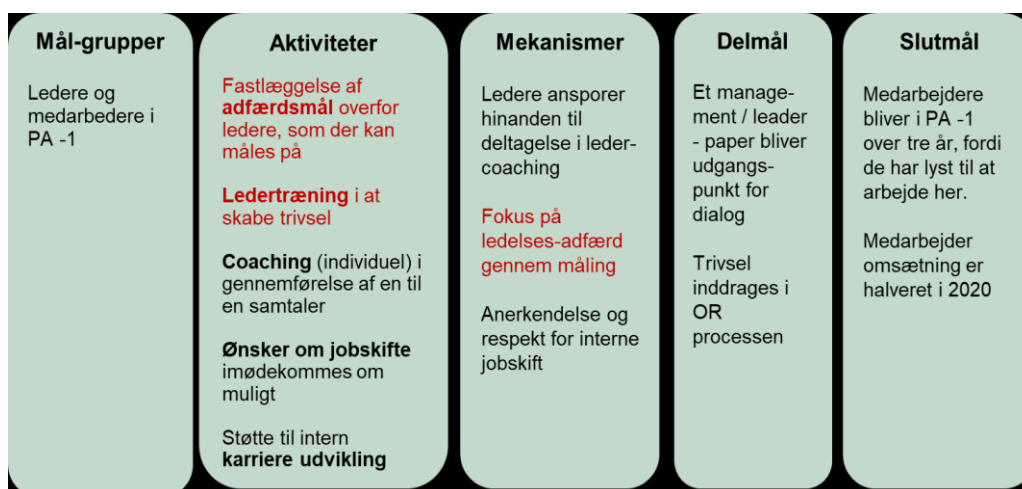 Mål-grupper
Ledere og
medarbedere i
PA -1
Aktiviteter
Fastlæggelse af
adfærdsmål overfor
ledere, som der kan
måles på
Ledertræning i at
skabe trivsel
Coaching (individuel) i
gennemførelse af en til
en samtaler
Ønsker om jobskifte
imødekommes om
muligt
Støtte til intern
karriere udvikling
Mekanismer
Ledere ansporer
hinanden til
deltagelse i leder-
coaching
Fokus på
ledelses-adfærd
gennem måling
Anerkendelse og
respekt for interne
jobskift
Delmål
Et manage-
ment / leader
- paper bliver
udgangs-
punkt for
dialog
Trivsel
inddrages i
OR
processen
Slutmål
Medarbejdere
bliver i PA -1
over tre år, fordi
de har lyst til at
arbejde her.
Medarbejder
omsætning er
halveret i 2020